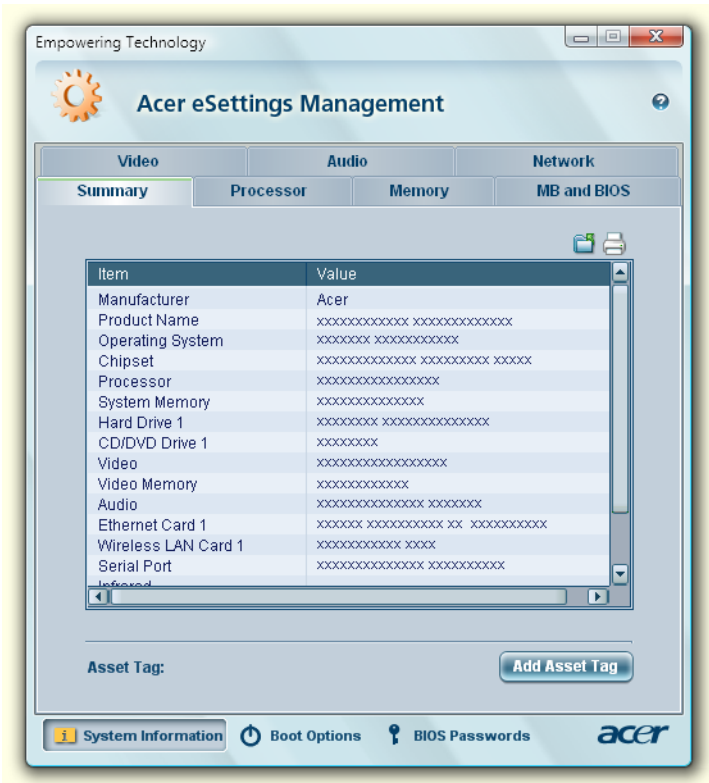 Empowering Technology
Acer eSettings Management
Video Audio Network
Summary Processor Memory MB and BIOS
Item Value
Manufacturer Acer
Product Name xxxxxxxxxxxx xxxxxxxxxxxxx
Operating System xxxxxxx xxxxxxxxxxx
Chipset xxxxxxxxxxxxx xxxxxxxxx xxxxx
Processor xxxxxxxxxxxxxxxx
System Memory xxxxxxxxxxxxxx
Hard Drive 1 xxxxxxxx xxxxxxxxxxxxxx
CD/DVD Drive 1 xxxxxxxx
Video xxxxxxxxxxxxxxxxx
Video Memory xxxxxxxxxxxx
Audio xxxxxxxxxxxxxx xxxxxxx
Ethernet Card 1 xxxxxx xxxxxxxxxx xx xxxxxxxxxx
Wireless LAN Card 1 xxxxxxxxxxx xxxx
Serial Port xxxxxxxxxxxxxx xxxxxxxxxx
Infrared
Asset Tag: Add Asset Tag
System Information Boot Options BIOS Passwords acer